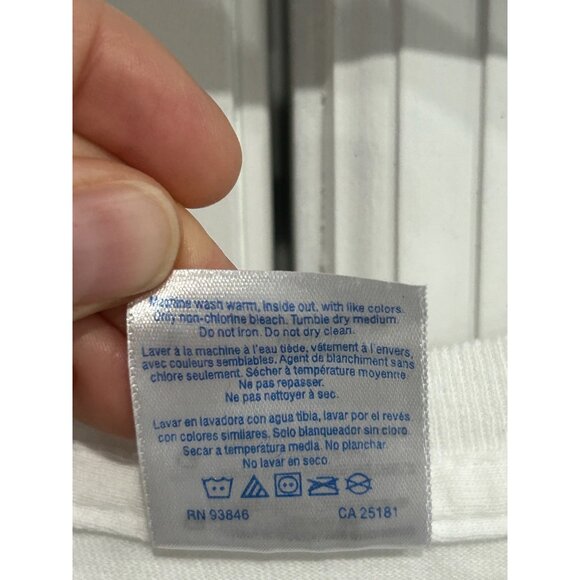 Machine wash warm, inside out, with like colors.
Only non-chlorine bleach. Tumble dry medium.
Do not iron. Do not dry clean.
Laver à la machine à l'eau tiède, vêtement à l'envers,
avec couleurs semblables. Agent de blanchiment sans
chlore seulement. Sécher à température moyenne.
Ne pas repasser.
Ne pas nettoyer à sec.
Lavar en lavadora con agua tibia, lavar por el revés
con colores similares. Solo blanqueador sin cloro.
Secar a temperatura media. No planchar.
No lavar en seco.
RN 93846 CA 25181